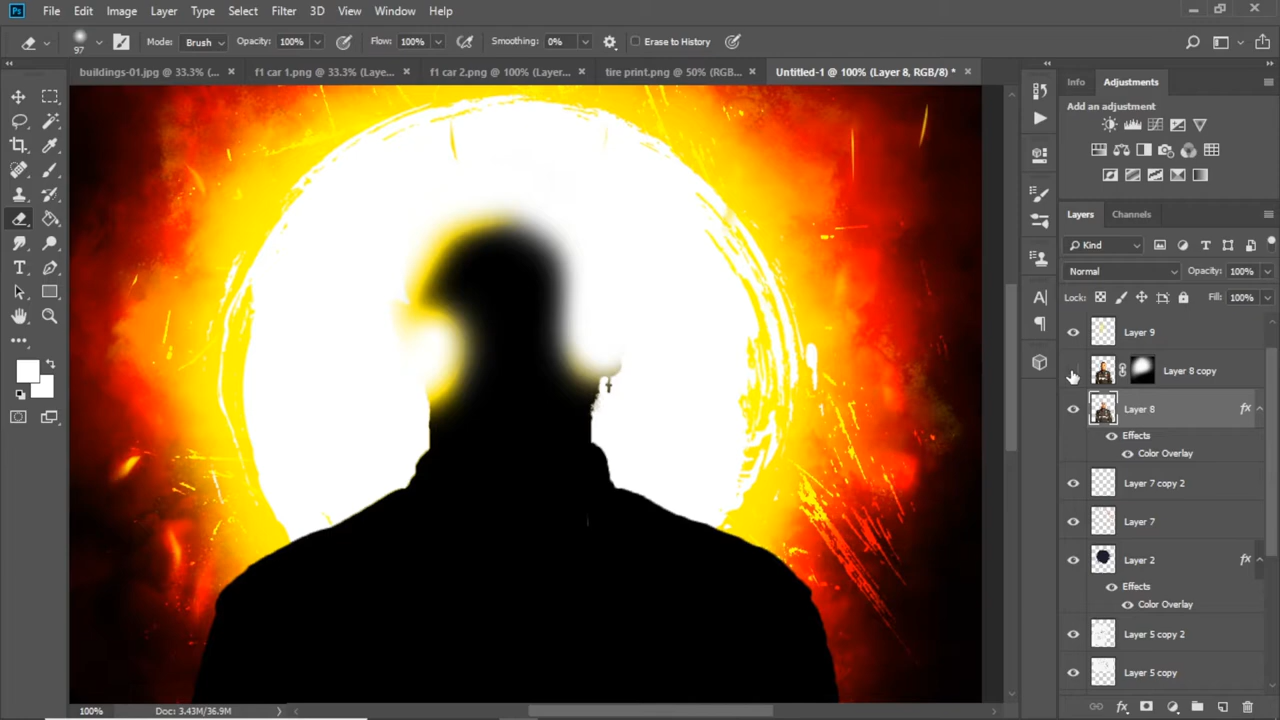 Ps File Edit Image Layer Type Select Filter 3D View Window Help
97 Mode: Brush Opacity: 100% Flow: 100% Smoothing: 0% Erase to History
buildings-01.jpg @ 33.3% (... × f1 car 1.png @ 33.3% (Laye... × f1 car 2.png @ 100% (Layer... × tire print.png @ 50% (RGB... × Untitled-1 @ 100% (Layer 8, RGB/8) * ×
Info Adjustments
Add an adjustment
Layers Channels
Kind
Normal Opacity: 100%
Lock: Fill: 100%
Layer 9
Layer 8 copy
Layer 8 fx
Effects
Color Overlay
Layer 7 copy 2
Layer 7
Layer 2 fx
Effects
Color Overlay
Layer 5 copy 2
Layer 5 copy
100% Doc: 3.43M/36.9M